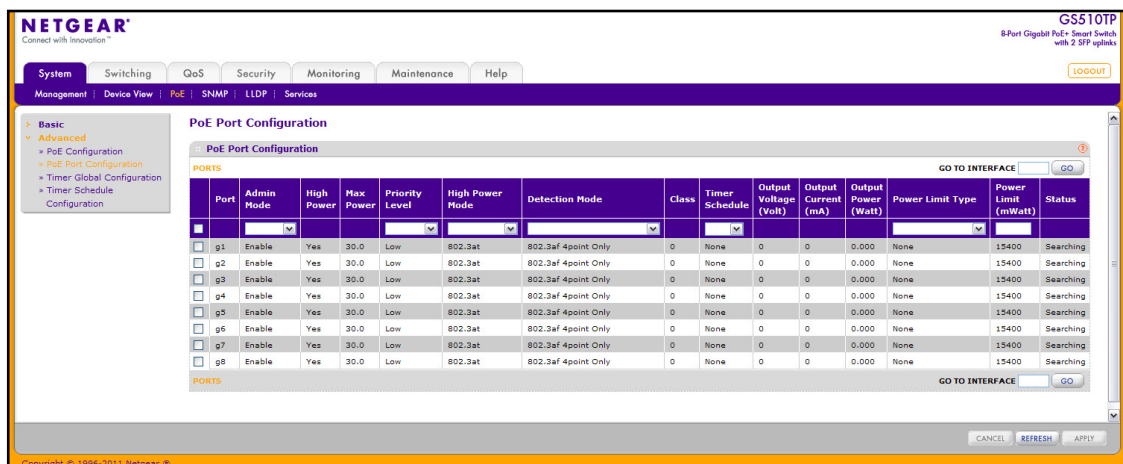 NETGEAR®
Connect with Innovation™
GS510TP
8-Port Gigabit PoE+ Smart Switch
with 2 SFP uplinks
System Switching QoS Security Monitoring Maintenance Help LOGOUT
Management Device View PoE SNMP LLDP Services
Basic
Advanced
» PoE Configuration
» PoE Port Configuration
» Timer Global Configuration
» Timer Schedule
Configuration
PoE Port Configuration
PoE Port Configuration
PORTS GO TO INTERFACE GO
Port Admin Mode High Power Max Power Priority Level High Power Mode Detection Mode Class Timer Schedule Output Voltage (Volt) Output Current (mA) Output Power (Watt) Power Limit Type Power Limit (mWatt) Status
g1 Enable Yes 30.0 Low 802.3at 802.3af 4point Only 0 None 0 0 0.000 None 15400 Searching
g2 Enable Yes 30.0 Low 802.3at 802.3af 4point Only 0 None 0 0 0.000 None 15400 Searching
g3 Enable Yes 30.0 Low 802.3at 802.3af 4point Only 0 None 0 0 0.000 None 15400 Searching
g4 Enable Yes 30.0 Low 802.3at 802.3af 4point Only 0 None 0 0 0.000 None 15400 Searching
g5 Enable Yes 30.0 Low 802.3at 802.3af 4point Only 0 None 0 0 0.000 None 15400 Searching
g6 Enable Yes 30.0 Low 802.3at 802.3af 4point Only 0 None 0 0 0.000 None 15400 Searching
g7 Enable Yes 30.0 Low 802.3at 802.3af 4point Only 0 None 0 0 0.000 None 15400 Searching
g8 Enable Yes 30.0 Low 802.3at 802.3af 4point Only 0 None 0 0 0.000 None 15400 Searching
PORTS GO TO INTERFACE GO
CANCEL REFRESH APPLY
Copyright © 1996-2011 Netgear ®